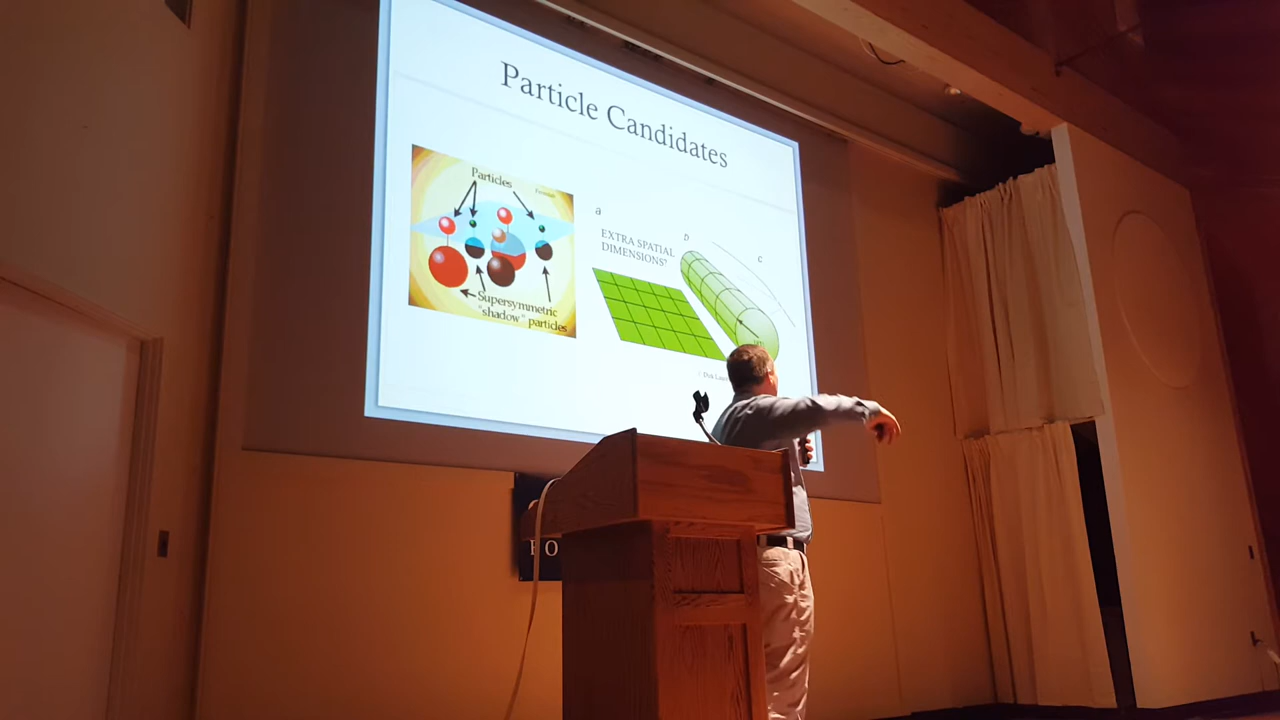 Particle Candidates
Particles
Supersymmetric
"shadow" particles
a
EXTRA SPATIAL
DIMENSIONS?
b
c